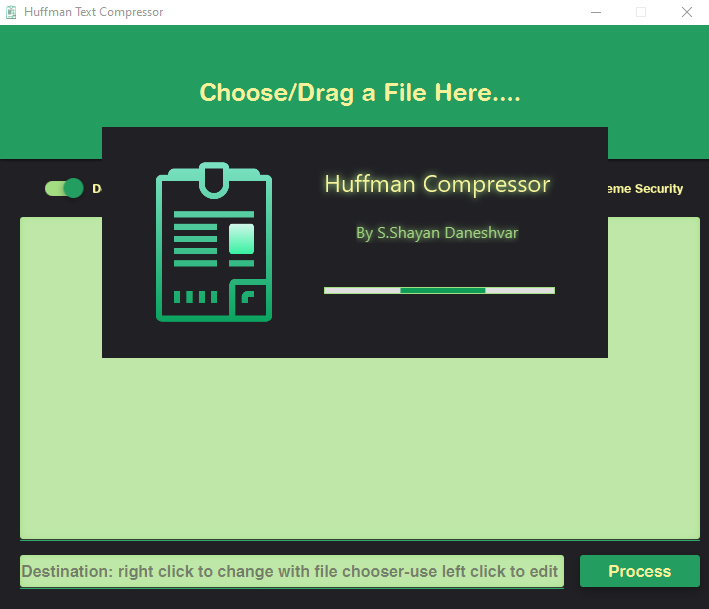 Huffman Text Compressor
Choose/Drag a File Here....
Huffman Compressor
By S.Shayan Daneshvar
Security
Destination: right click to change with file chooser-use left click to edit
Process